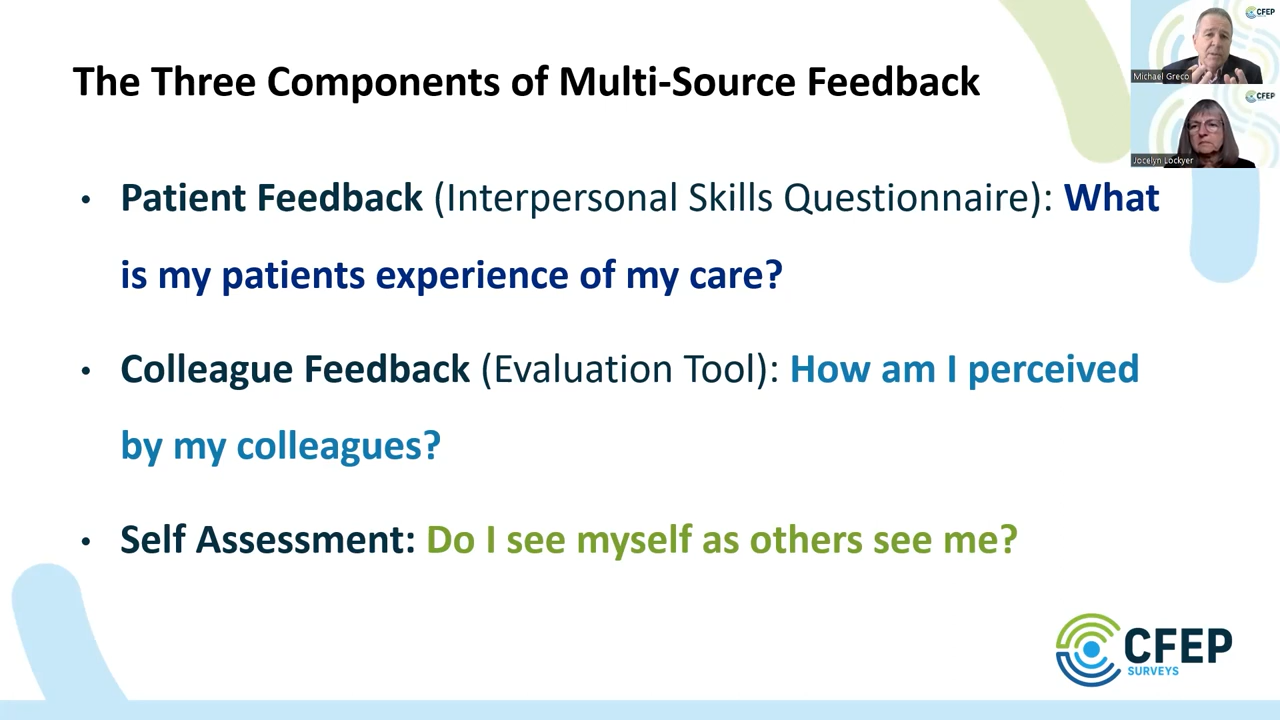 The Three Components of Multi-Source Feedback
CFEP
Michael Greco
CFEP
Jocelyn Lockyer
• Patient Feedback (Interpersonal Skills Questionnaire): What
is my patients experience of my care?
• Colleague Feedback (Evaluation Tool): How am I perceived
by my colleagues?
• Self Assessment: Do I see myself as others see me?
CFEP
SURVEYS